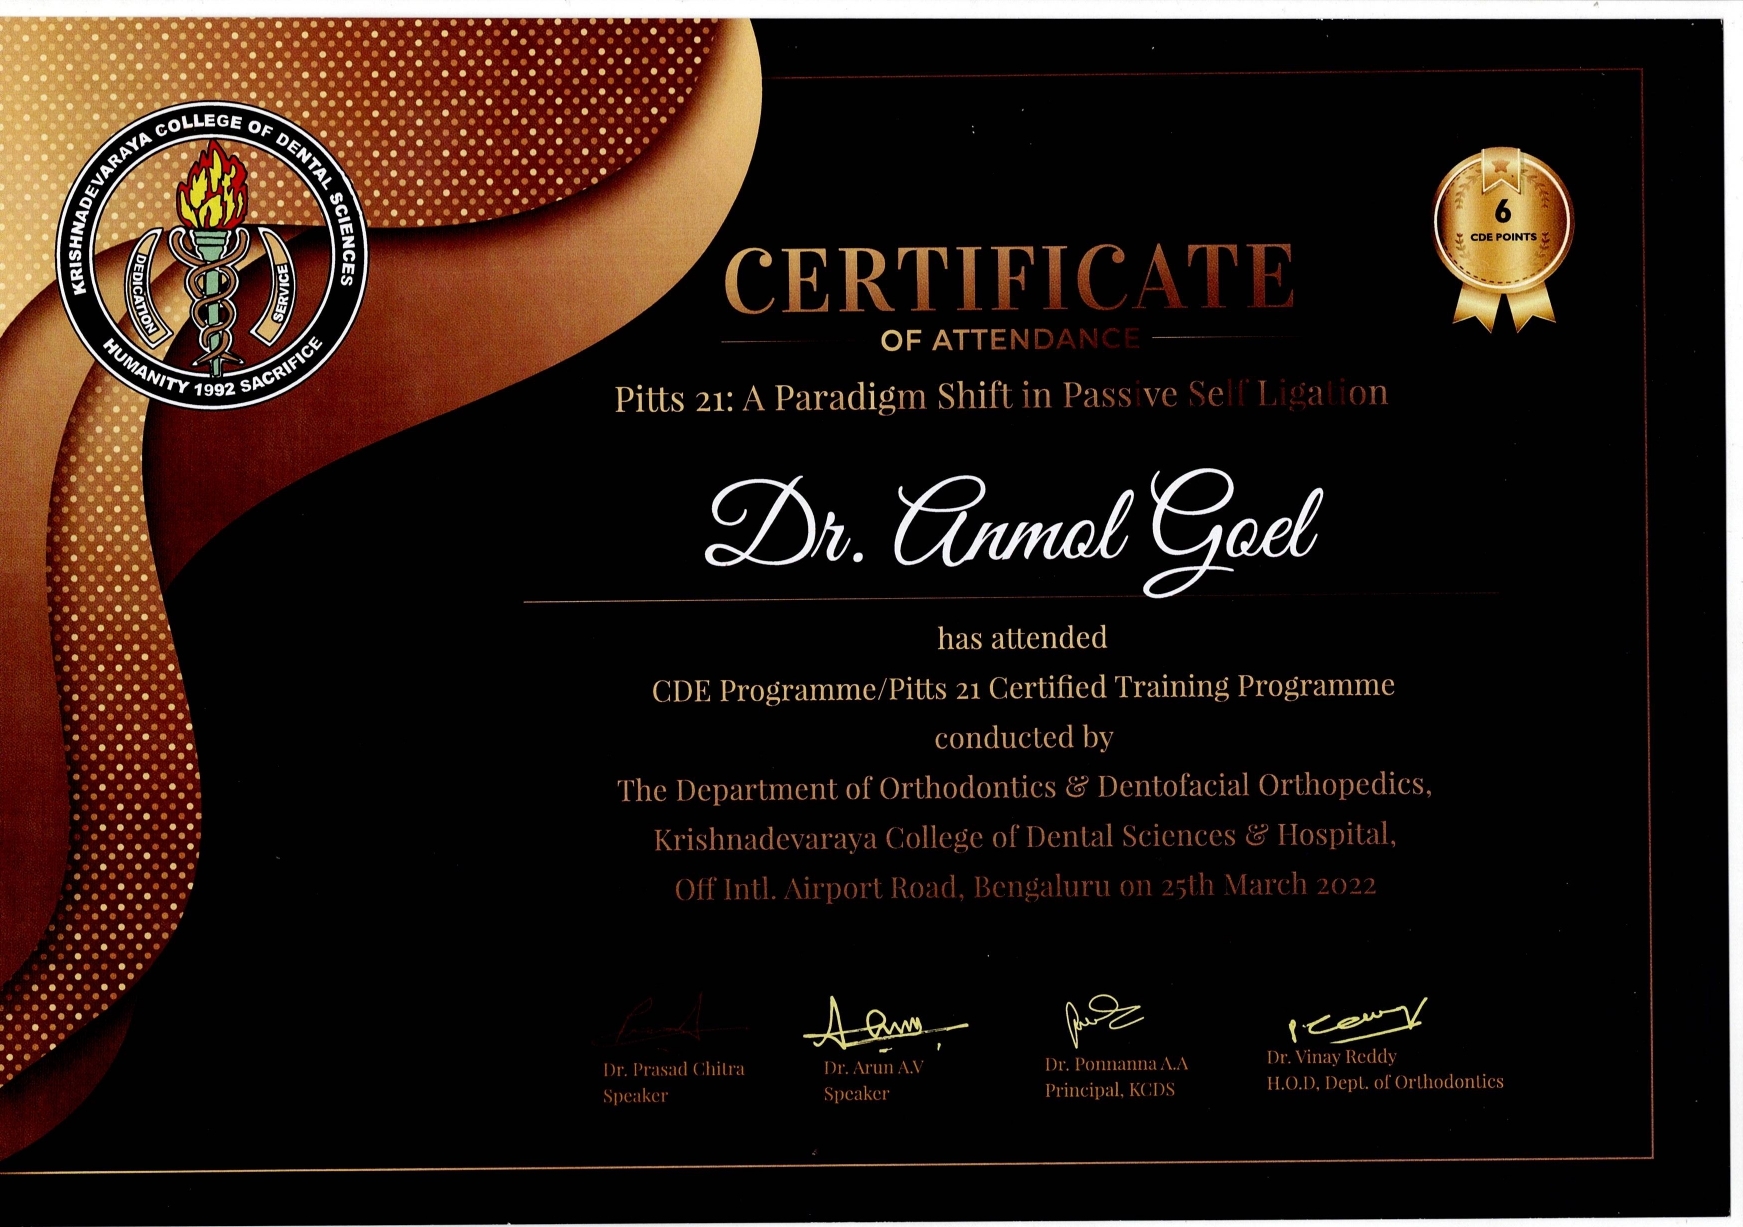 KRISHNADEVARAYA COLLEGE OF DENTAL SCIENCES
DEDICATION
SERVICE
HUMANITY 1992 SACRIFICE
6
CDE POINTS
CERTIFICATE
OF ATTENDANCE
Pitts 21: A Paradigm Shift in Passive Self Ligation
Dr. Anmol Goel
has attended
CDE Programme/Pitts 21 Certified Training Programme
conducted by
The Department of Orthodontics & Dentofacial Orthopedics,
Krishnadevaraya College of Dental Sciences & Hospital,
Off Intl. Airport Road, Bengaluru on 25th March 2022
Dr. Prasad Chitra
Speaker
Dr. Arun A.V
Speaker
Dr. Ponnanna A.A
Principal, KCDS
Dr. Vinay Reddy
H.O.D, Dept. of Orthodontics